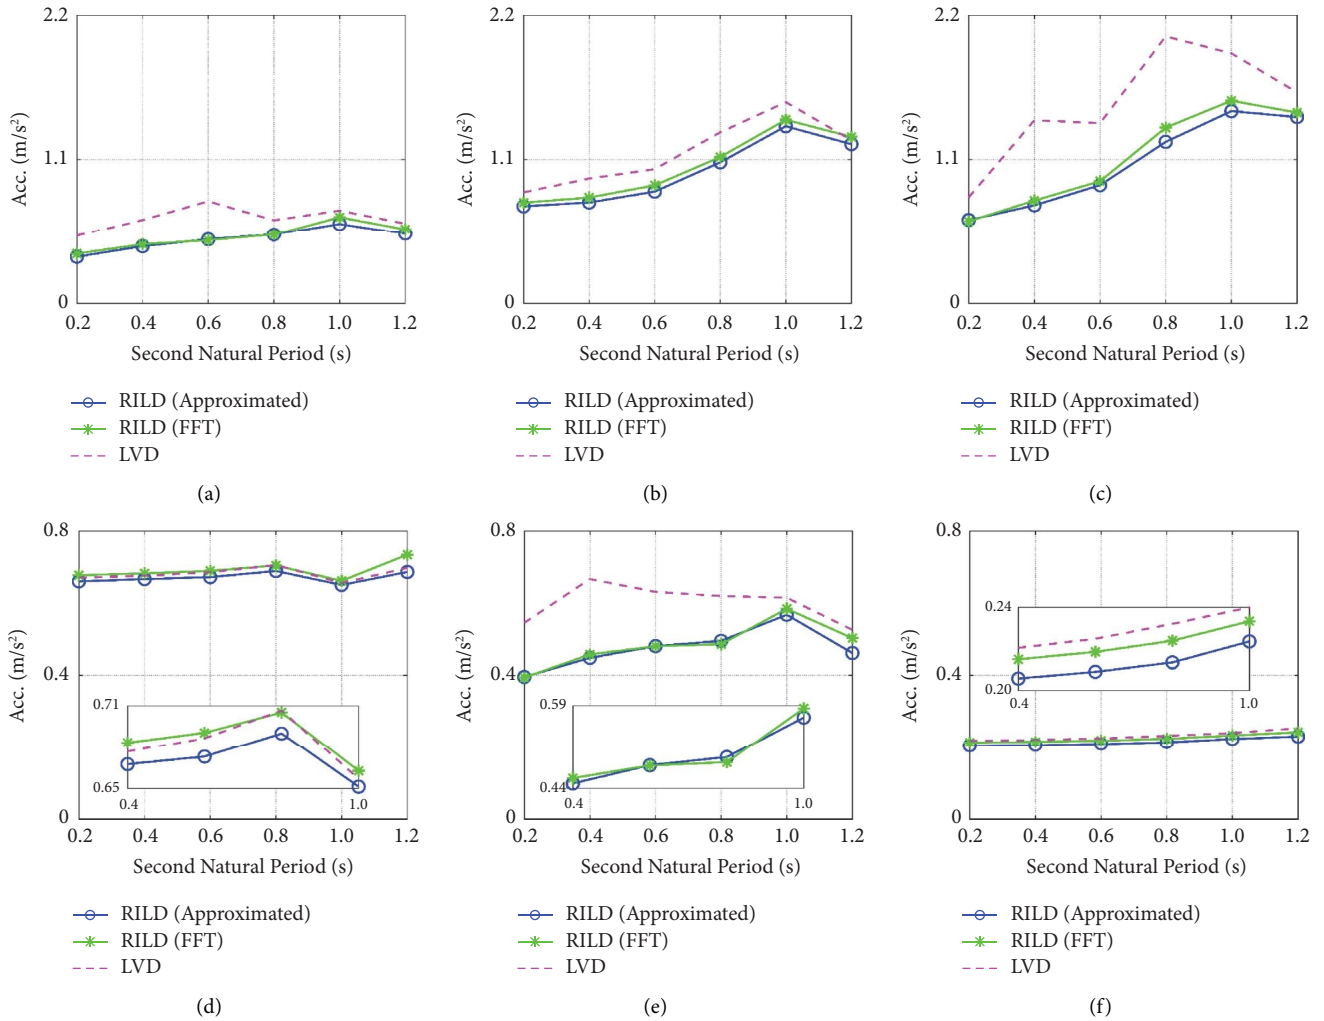 2.2
1.1
0
Acc. (m/s²)
0.2 0.4 0.6 0.8 1.0 1.2
Second Natural Period (s)
RILD (Approximated)
RILD (FFT)
LVD
(a)
2.2
1.1
0
Acc. (m/s²)
0.2 0.4 0.6 0.8 1.0 1.2
Second Natural Period (s)
RILD (Approximated)
RILD (FFT)
LVD
(b)
2.2
1.1
0
Acc. (m/s²)
0.2 0.4 0.6 0.8 1.0 1.2
Second Natural Period (s)
RILD (Approximated)
RILD (FFT)
LVD
(c)
0.8
0.4
0
Acc. (m/s²)
0.71
0.65
0.4 1.0
0.2 0.4 0.6 0.8 1.0 1.2
Second Natural Period (s)
RILD (Approximated)
RILD (FFT)
LVD
(d)
0.8
0.4
0
Acc. (m/s²)
0.59
0.44
0.4 1.0
0.2 0.4 0.6 0.8 1.0 1.2
Second Natural Period (s)
RILD (Approximated)
RILD (FFT)
LVD
(e)
0.8
0.4
0
Acc. (m/s²)
0.24
0.20
0.4 1.0
0.2 0.4 0.6 0.8 1.0 1.2
Second Natural Period (s)
RILD (Approximated)
RILD (FFT)
LVD
(f)